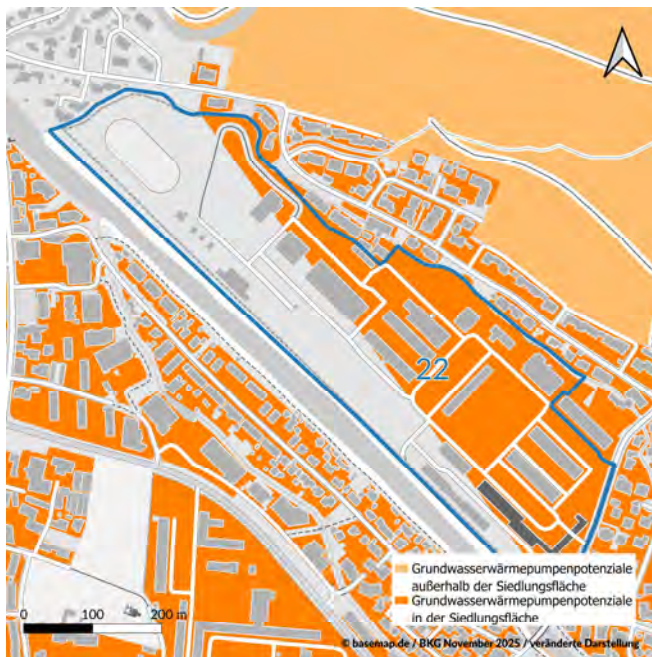 22
Grundwasserwärmepumpenpotenziale
außerhalb der Siedlungsfläche
Grundwasserwärmepumpenpotenziale
in der Siedlungsfläche
0 100 200 m
© basemap.de / BKG November 2025 / veränderte Darstellung